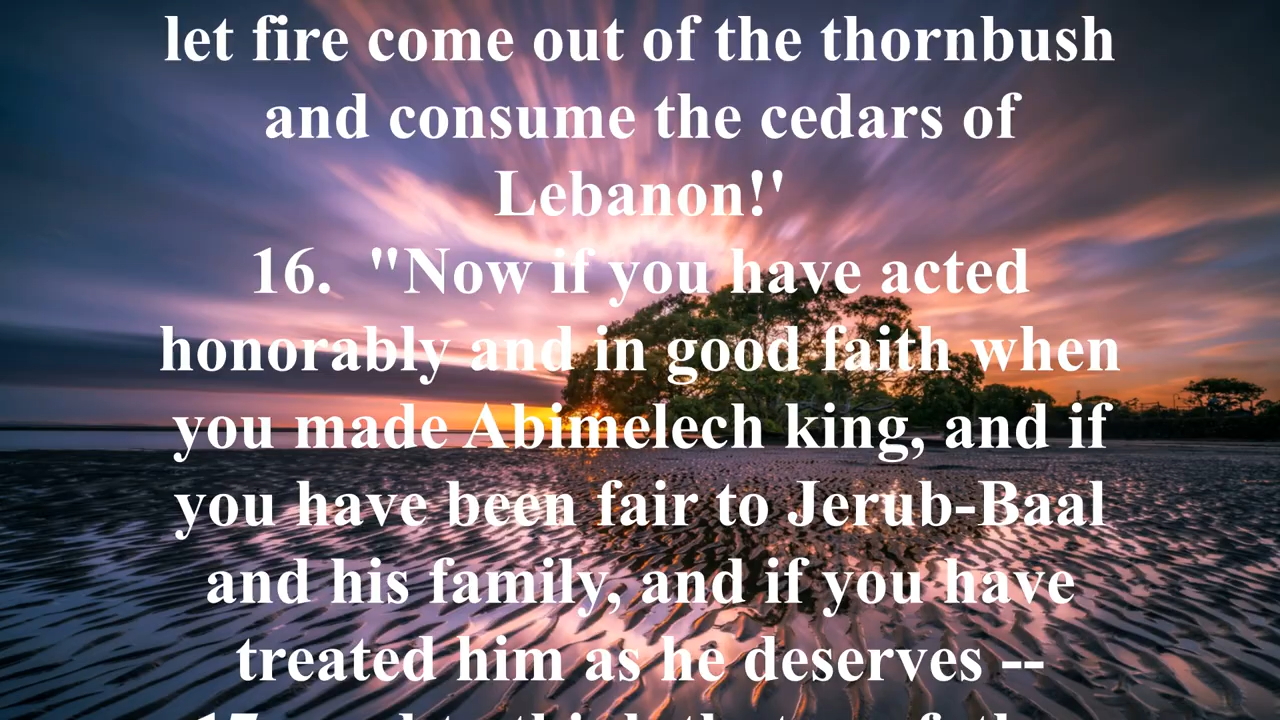 let fire come out of the thornbush
and consume the cedars of
Lebanon!'
16.  "Now if you have acted
honorably and in good faith when
you made Abimelech king, and if
you have been fair to Jerub-Baal
and his family, and if you have
treated him as he deserves --